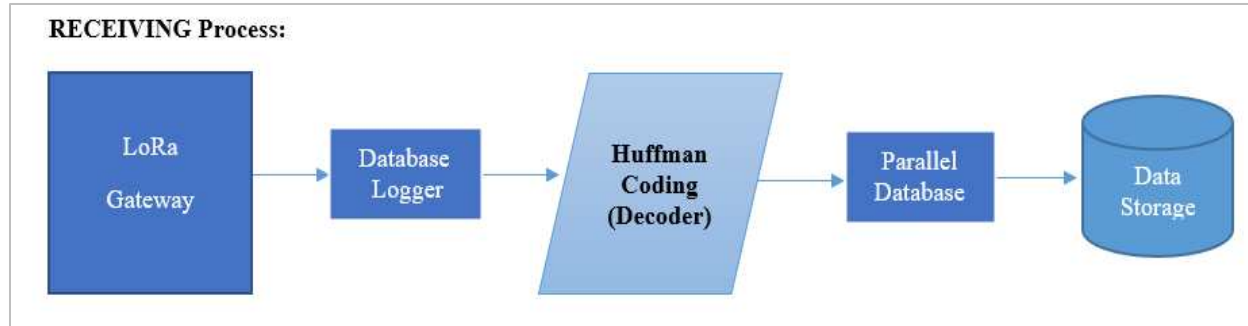 RECEIVING Process:
LoRa
Gateway
Database
Logger
Huffman
Coding
(Decoder)
Parallel
Database
Data
Storage